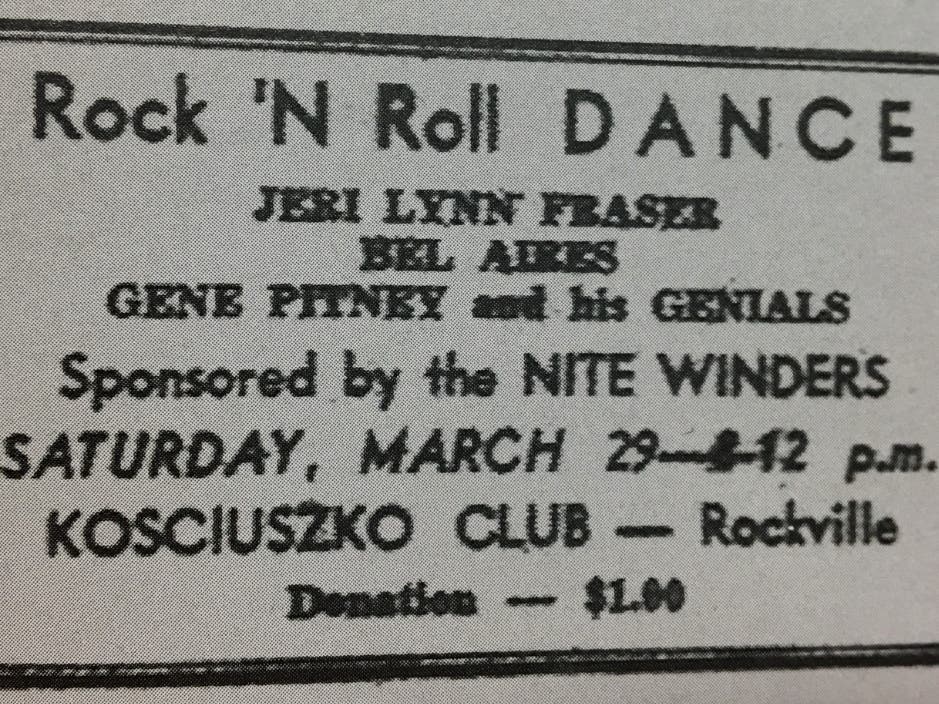 Rock 'N Roll DANCE
JERI LYNN FRASER
BEL AIRES
GENE PITNEY and his GENIALS
Sponsored by the NITE WINDERS
SATURDAY, MARCH 29—8-12 p.m.
KOSCIUSZKO CLUB — Rockville
Donation — $1.00